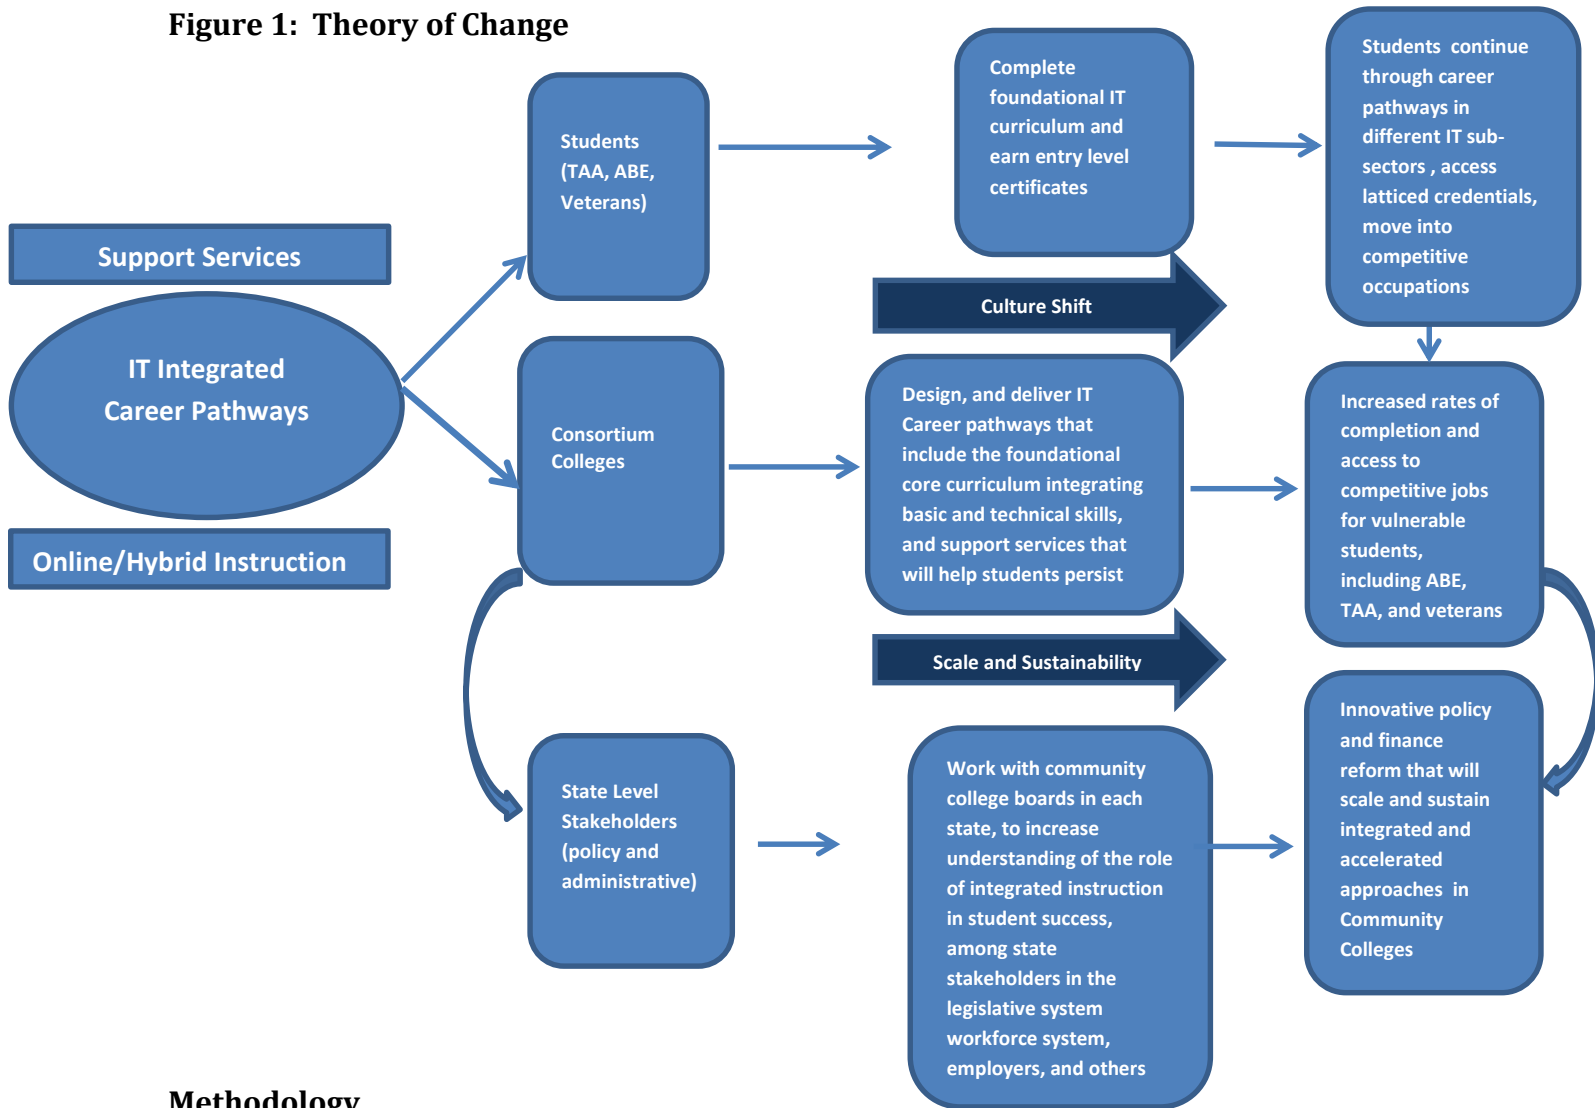 Figure 1:  Theory of Change
Support Services
IT Integrated
Career Pathways
Online/Hybrid Instruction
Students
(TAA, ABE,
Veterans)
Complete
foundational IT
curriculum and
earn entry level
certificates
Students  continue
through career
pathways in
different IT sub-
sectors , access
latticed credentials,
move into
competitive
occupations
Culture Shift
Consortium
Colleges
Design, and deliver IT
Career pathways that
include the foundational
core curriculum integrating
basic and technical skills,
and support services that
will help students persist
Increased rates of
completion and
access to
competitive jobs
for vulnerable
students,
including ABE,
TAA, and veterans
Scale and Sustainability
State Level
Stakeholders
(policy and
administrative)
Work with community
college boards in each
state, to increase
understanding of the role
of integrated instruction
in student success,
among state
stakeholders in the
legislative system
workforce system,
employers, and others
Innovative policy
and finance
reform that will
scale and sustain
integrated and
accelerated
approaches  in
Community
Colleges
Methodology